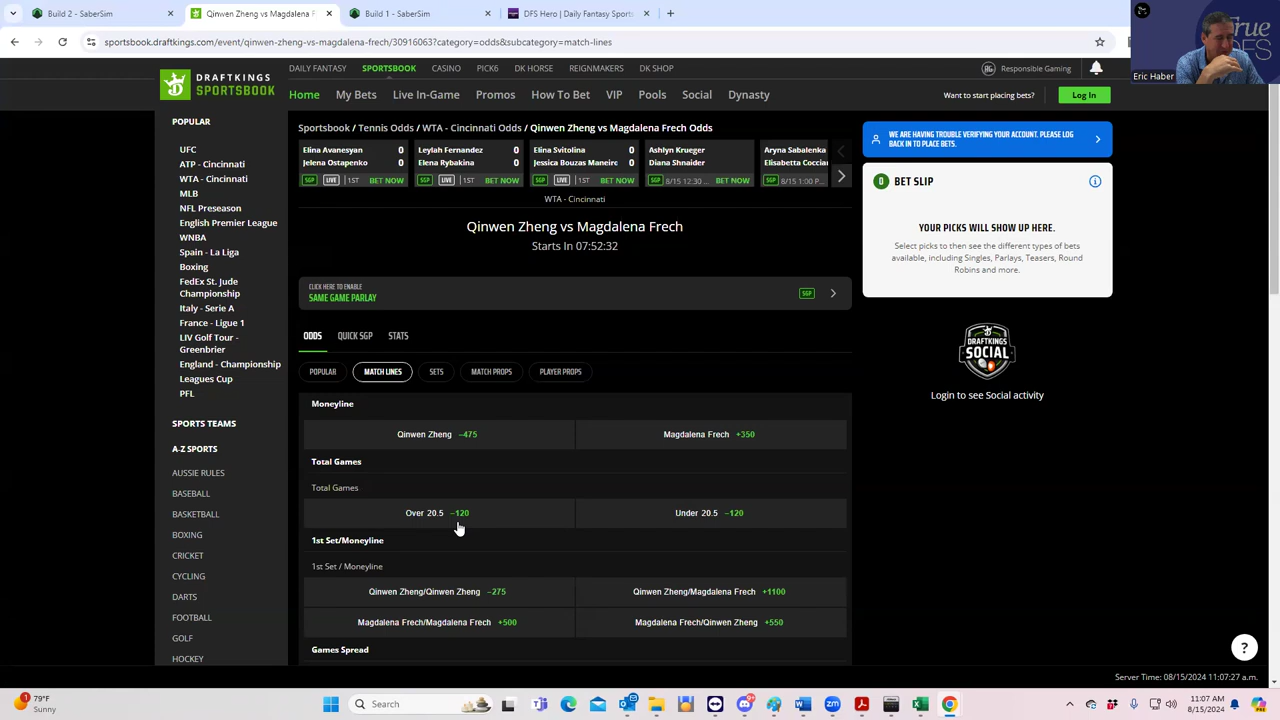 Build 2 - SaberSim
Qinwen Zheng vs Magdalena F
Build 1 - SaberSim
DFS Hero | Daily Fantasy Sports
sportsbook.draftkings.com/event/qinwen-zheng-vs-magdalena-frech/30916063?category=odds&subcategory=match-lines
True
Eric Haber
DRAFTKINGS
SPORTSBOOK
DAILY FANTASY SPORTSBOOK CASINO PICK6 DK HORSE REIGNMAKERS DK SHOP
RG Responsible Gaming
Home My Bets Live In-Game Promos How To Bet VIP Pools Social Dynasty
Want to start placing bets? Log In
POPULAR
UFC
ATP - Cincinnati
WTA - Cincinnati
MLB
NFL Preseason
English Premier League
WNBA
Spain - La Liga
Boxing
FedEx St. Jude
Championship
Italy - Serie A
France - Ligue 1
LIV Golf Tour -
Greenbrier
England - Championship
Leagues Cup
PFL
SPORTS TEAMS
A-Z SPORTS
AUSSIE RULES
BASEBALL
BASKETBALL
BOXING
CRICKET
CYCLING
DARTS
FOOTBALL
GOLF
HOCKEY
Sportsbook / Tennis Odds / WTA - Cincinnati Odds / Qinwen Zheng vs Magdalena Frech Odds
Elina Avanesyan 0
Jelena Ostapenko 0
SGP LIVE 1ST BET NOW
Leylah Fernandez 0
Elena Rybakina 0
SGP LIVE 1ST BET NOW
Elina Svitolina 0
Jessica Bouzas Maneiro 0
SGP LIVE 1ST BET NOW
Ashlyn Krueger
Diana Shnaider
SGP 8/15 12:30 ... BET NOW
Aryna Sabalenka
Elisabetta Cocciar
SGP 8/15 1:00 P...
WTA - Cincinnati
Qinwen Zheng vs Magdalena Frech
Starts In 07:52:32
CLICK HERE TO ENABLE
SAME GAME PARLAY
SGP
ODDS QUICK SGP STATS
POPULAR MATCH LINES SETS MATCH PROPS PLAYER PROPS
Moneyline
Qinwen Zheng −475 Magdalena Frech +350
Total Games
Total Games
Over 20.5 −120 Under 20.5 −120
1st Set/Moneyline
1st Set / Moneyline
Qinwen Zheng/Qinwen Zheng −275 Qinwen Zheng/Magdalena Frech +1100
Magdalena Frech/Magdalena Frech +500 Magdalena Frech/Qinwen Zheng +550
Games Spread
WE ARE HAVING TROUBLE VERIFYING YOUR ACCOUNT. PLEASE LOG
BACK IN TO PLACE BETS.
0 BET SLIP
YOUR PICKS WILL SHOW UP HERE.
Select picks to then see the different types of bets
available, including Singles, Parlays, Teasers, Round
Robins and more.
DRAFTKINGS
SOCIAL
Login to see Social activity
?
Server Time: 08/15/2024 11:07:27 a.m.
79°F
Sunny
Search
11:07 AM
8/15/2024